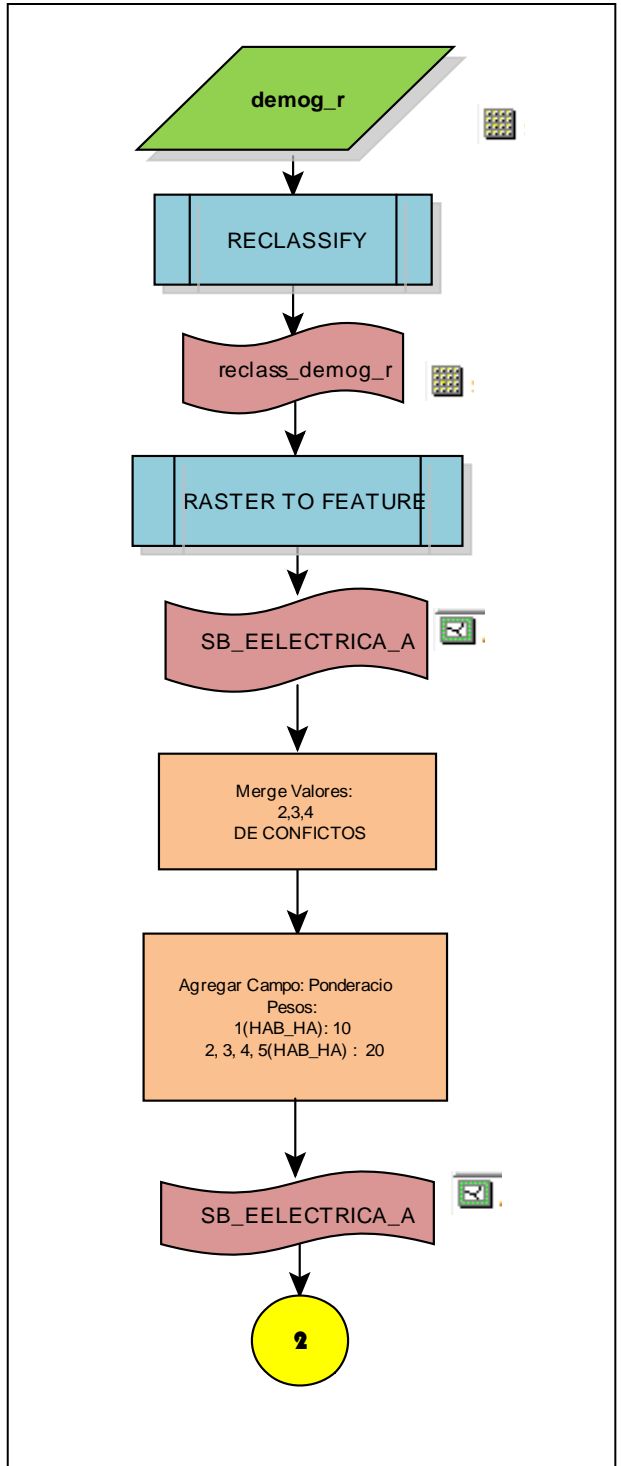 demog_r
RECLASSIFY
reclass_demog_r
RASTER TO FEATURE
SB_EELECTRICA_A
Merge Valores:
2,3,4
DE CONFICTOS
Agregar Campo: Ponderacio
Pesos:
1(HAB_HA): 10
2, 3, 4, 5(HAB_HA) : 20
SB_EELECTRICA_A
2